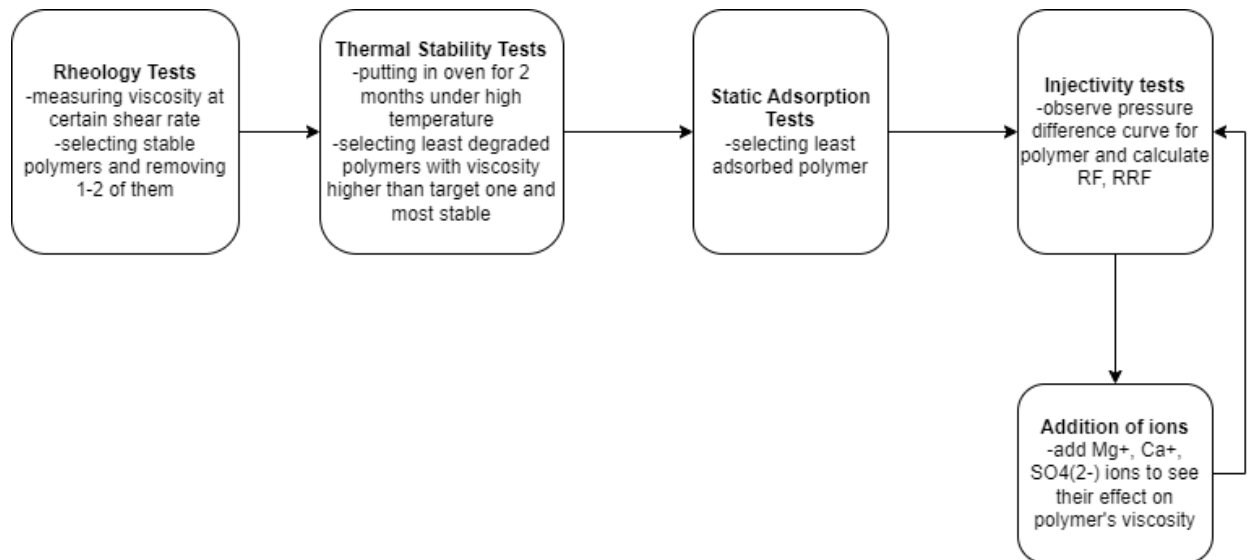 Rheology Tests
-measuring viscosity at
certain shear rate
-selecting stable
polymers and removing
1-2 of them
Thermal Stability Tests
-putting in oven for 2
months under high
temperature
-selecting least degraded
polymers with viscosity
higher than target one and
most stable
Static Adsorption
Tests
-selecting least
adsorbed polymer
Injectivity tests
-observe pressure
difference curve for
polymer and calculate
RF, RRF
Addition of ions
-add Mg+, Ca+,
SO4(2-) ions to see
their effect on
polymer's viscosity